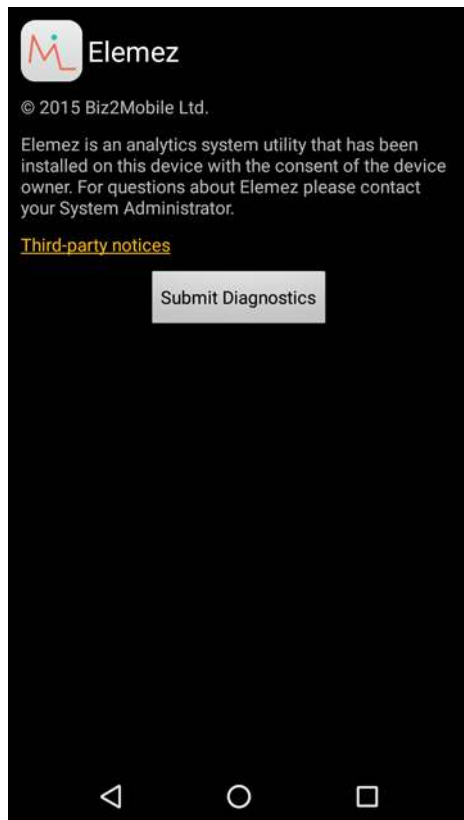 Elemez
© 2015 Biz2Mobile Ltd.
Elemez is an analytics system utility that has been
installed on this device with the consent of the device
owner. For questions about Elemez please contact
your System Administrator.
Third-party notices
Submit Diagnostics